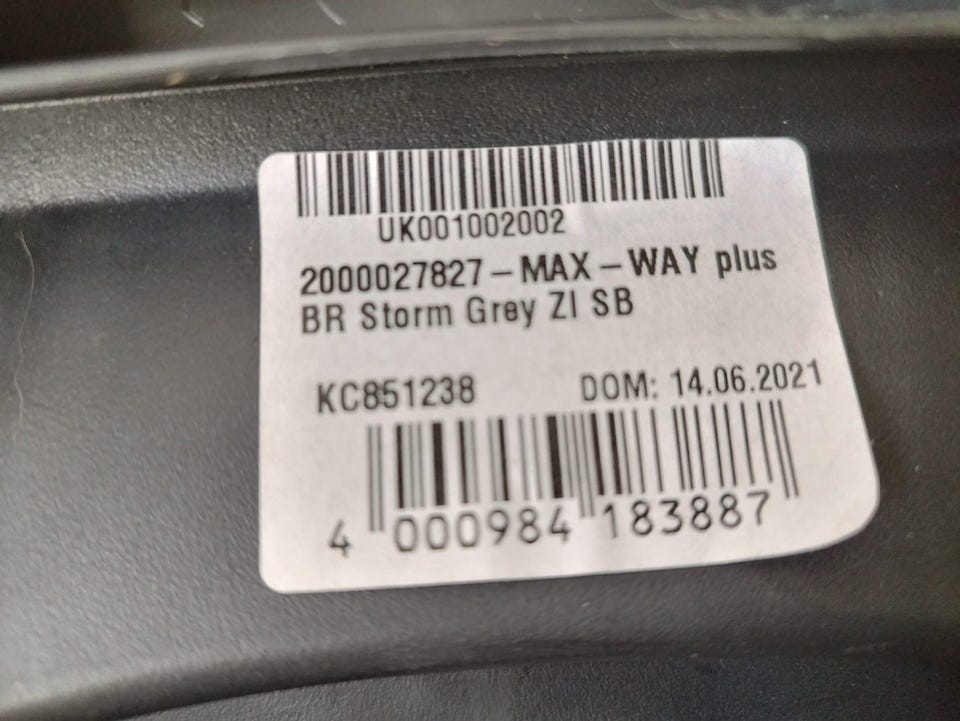 UK001002002
2000027827-MAX-WAY plus
BR Storm Grey ZI SB
KC851238 DOM: 14.06.2021
4 000984 183887